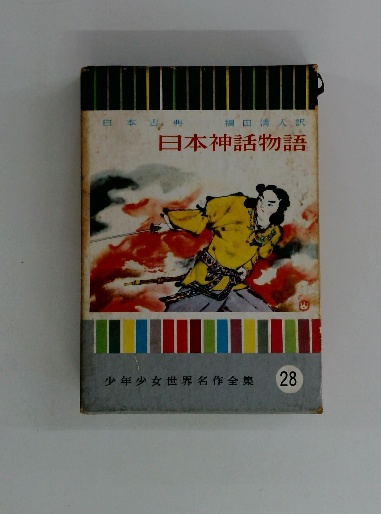 日本古典 福田清人訳
日本神話物語
少年少女世界名作全集 28